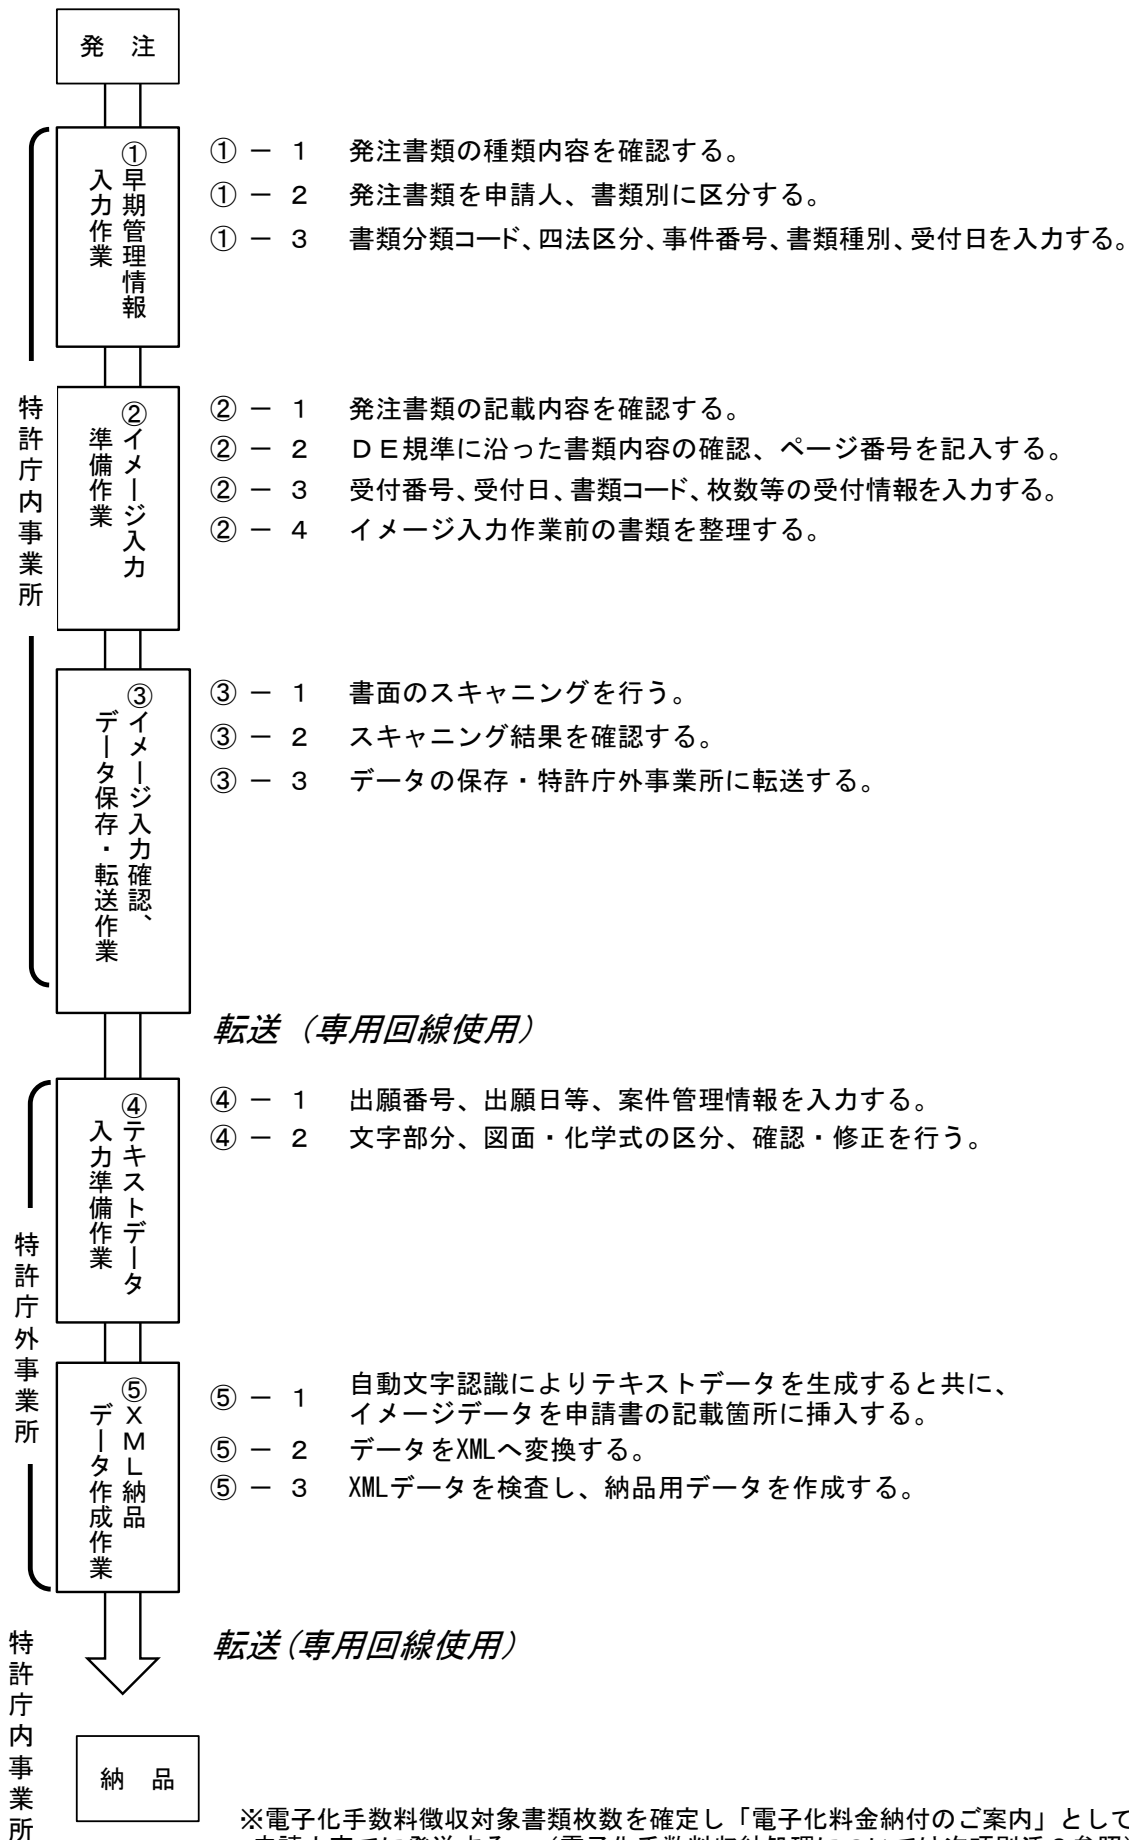 発 注
特許庁内事業所
①早期管理情報
入力作業
①－1 発注書類の種類内容を確認する。
①－2 発注書類を申請人、書類別に区分する。
①－3 書類分類コード、四法区分、事件番号、書類種別、受付日を入力する。
②イメージ入力
準備作業
②－1 発注書類の記載内容を確認する。
②－2 ＤＥ規準に沿った書類内容の確認、ページ番号を記入する。
②－3 受付番号、受付日、書類コード、枚数等の受付情報を入力する。
②－4 イメージ入力作業前の書類を整理する。
③イメージ入力確認、
データ保存・転送作業
③－1 書面のスキャニングを行う。
③－2 スキャニング結果を確認する。
③－3 データの保存・特許庁外事業所に転送する。
転送（専用回線使用）
特許庁外事業所
④テキストデータ
入力準備作業
④－1 出願番号、出願日等、案件管理情報を入力する。
④－2 文字部分、図面・化学式の区分、確認・修正を行う。
⑤ＸＭＬ納品
データ作成作業
⑤－1 自動文字認識によりテキストデータを生成すると共に、
イメージデータを申請書の記載箇所に挿入する。
⑤－2 データをXMLへ変換する。
⑤－3 XMLデータを検査し、納品用データを作成する。
転送（専用回線使用）
特許庁内事業所
納 品
※電子化手数料徴収対象書類枚数を確定し「電子化料金納付のご案内」として